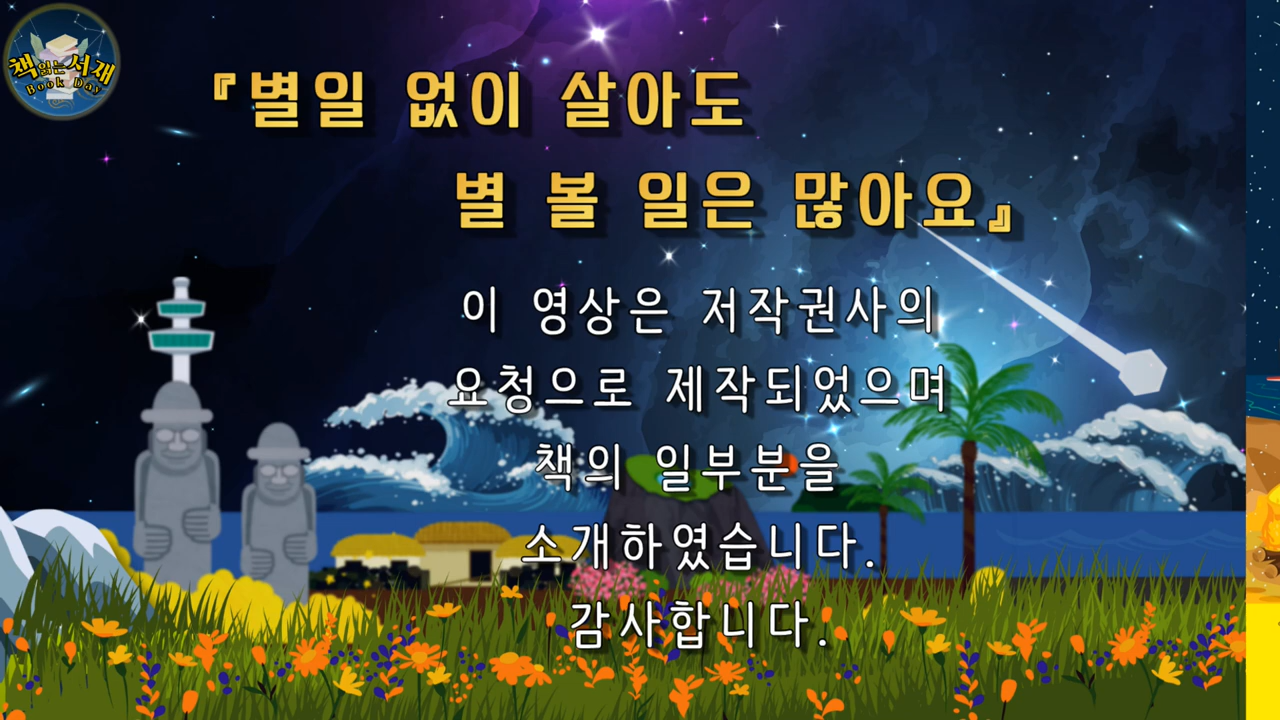 책읽는서재
Book Day
『별일 없이 살아도
별 볼 일은 많아요』
이 영상은 저작권사의
요청으로 제작되었으며
책의 일부분을
소개하였습니다.
감사합니다.